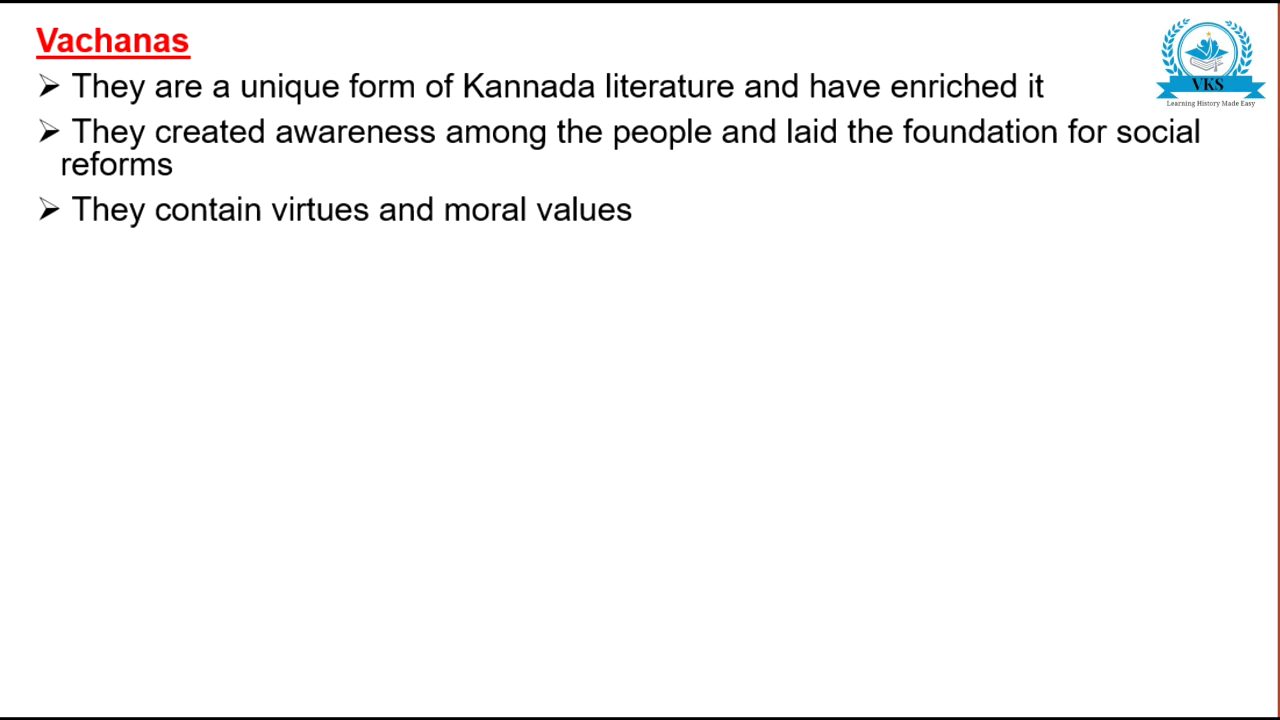 Vachanas
➢ They are a unique form of Kannada literature and have enriched it
➢ They created awareness among the people and laid the foundation for social
reforms
➢ They contain virtues and moral values
VKS
Learning History Made Easy